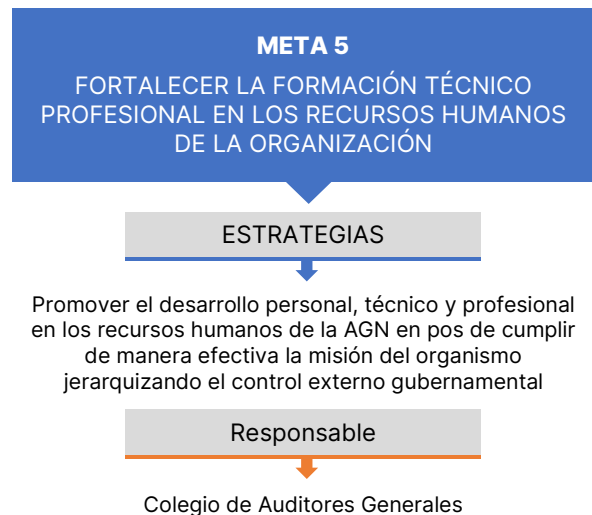 META 5
FORTALECER LA FORMACIÓN TÉCNICO
PROFESIONAL EN LOS RECURSOS HUMANOS
DE LA ORGANIZACIÓN
ESTRATEGIAS
Promover el desarrollo personal, técnico y profesional
en los recursos humanos de la AGN en pos de cumplir
de manera efectiva la misión del organismo
jerarquizando el control externo gubernamental
Responsable
Colegio de Auditores Generales